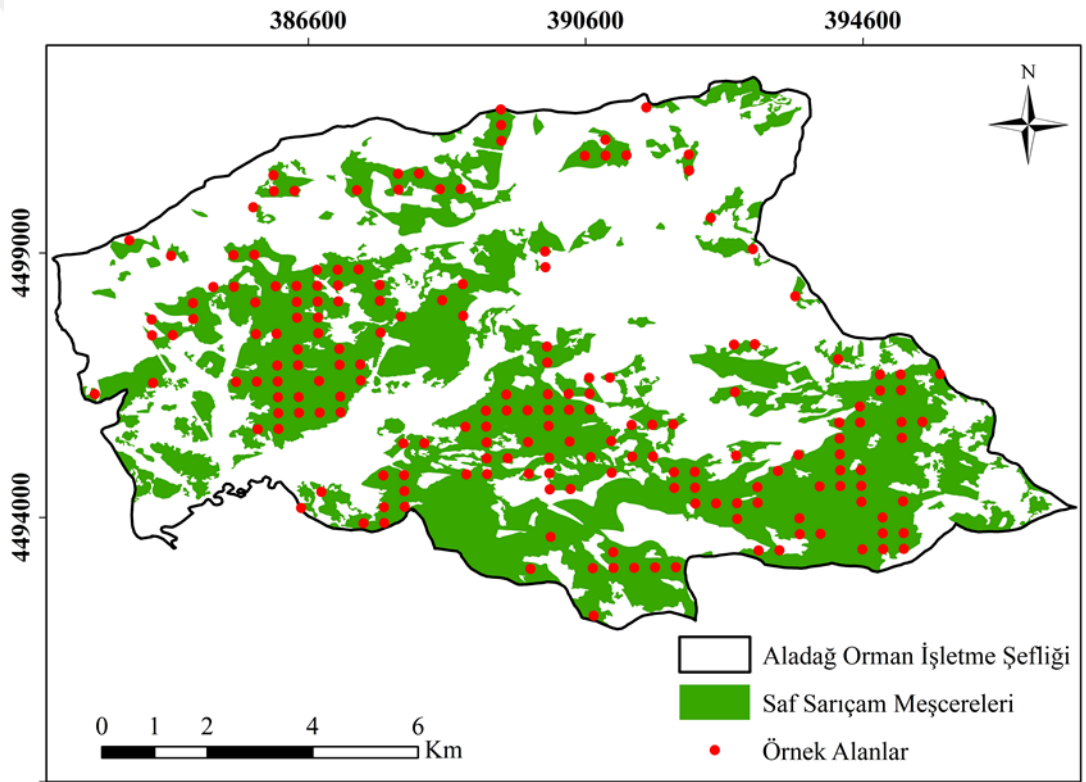 386600 390600 394600
N
4499000
4494000
Aladağ Orman İşletme Şefliği
Saf Sarıçam Meşcereleri
Örnek Alanlar
0 1 2 4 6
Km